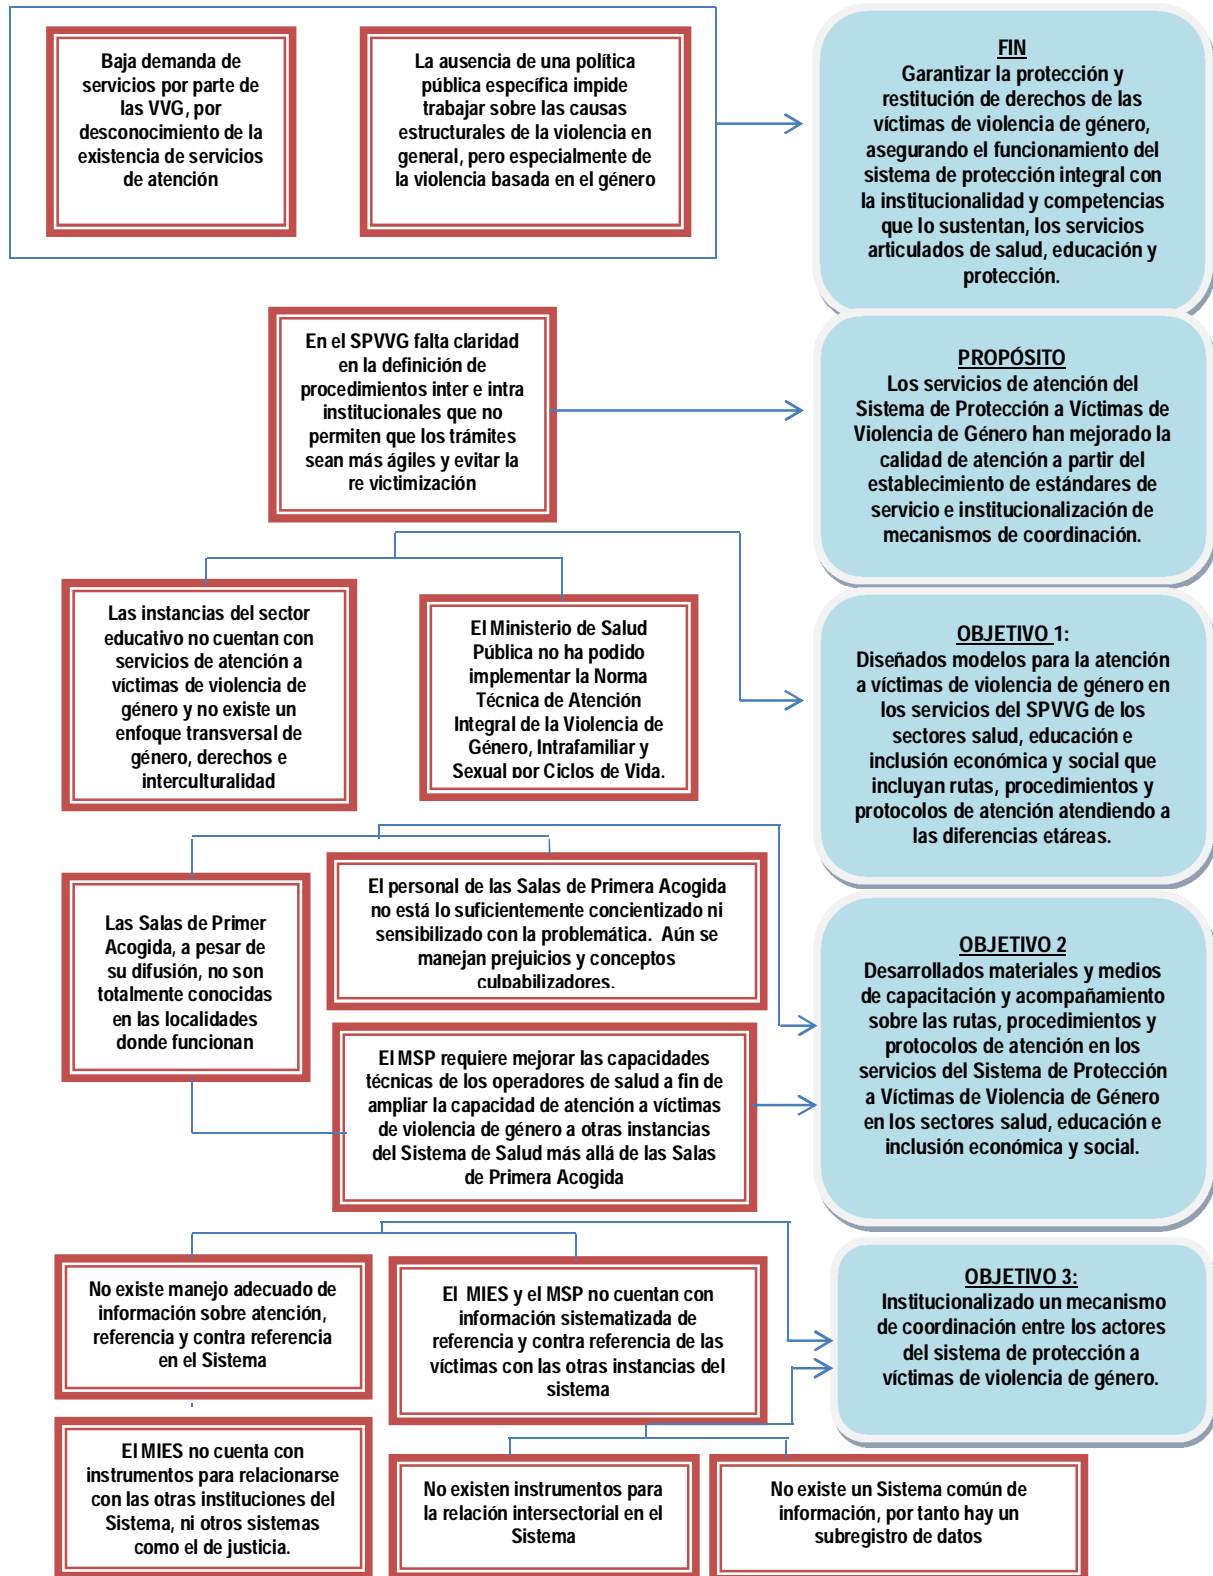 Baja demanda de
servicios por parte de
las VVG, por
desconocimiento de la
existencia de servicios
de atención
La ausencia de una política
pública específica impide
trabajar sobre las causas
estructurales de la violencia en
general, pero especialmente de
la violencia basada en el género
FIN
Garantizar la protección y
restitución de derechos de las
víctimas de violencia de género,
asegurando el funcionamiento del
sistema de protección integral con
la institucionalidad y competencias
que lo sustentan, los servicios
articulados de salud, educación y
protección.
En el SPVVG falta claridad
en la definición de
procedimientos inter e intra
institucionales que no
permiten que los trámites
sean más ágiles y evitar la
re victimización
PROPÓSITO
Los servicios de atención del
Sistema de Protección a Víctimas de
Violencia de Género han mejorado la
calidad de atención a partir del
establecimiento de estándares de
servicio e institucionalización de
mecanismos de coordinación.
Las instancias del sector
educativo no cuentan con
servicios de atención a
víctimas de violencia de
género y no existe un
enfoque transversal de
género, derechos e
interculturalidad
El Ministerio de Salud
Pública no ha podido
implementar la Norma
Técnica de Atención
Integral de la Violencia de
Género, Intrafamiliar y
Sexual por Ciclos de Vida.
OBJETIVO 1:
Diseñados modelos para la atención
a víctimas de violencia de género en
los servicios del SPVVG de los
sectores salud, educación e
inclusión económica y social que
incluyan rutas, procedimientos y
protocolos de atención atendiendo a
las diferencias etáreas.
Las Salas de Primer
Acogida, a pesar de
su difusión, no son
totalmente conocidas
en las localidades
donde funcionan
El personal de las Salas de Primera Acogida
no está lo suficientemente concientizado ni
sensibilizado con la problemática. Aún se
manejan prejuicios y conceptos
culpabilizadores.
El MSP requiere mejorar las capacidades
técnicas de los operadores de salud a fin de
ampliar la capacidad de atención a víctimas
de violencia de género a otras instancias
del Sistema de Salud más allá de las Salas
de Primera Acogida
OBJETIVO 2
Desarrollados materiales y medios
de capacitación y acompañamiento
sobre las rutas, procedimientos y
protocolos de atención en los
servicios del Sistema de Protección
a Víctimas de Violencia de Género
en los sectores salud, educación e
inclusión económica y social.
No existe manejo adecuado de
información sobre atención,
referencia y contra referencia
en el Sistema
El MIES y el MSP no cuentan con
información sistematizada de
referencia y contra referencia de las
víctimas con las otras instancias del
sistema
OBJETIVO 3:
Institucionalizado un mecanismo
de coordinación entre los actores
del sistema de protección a
víctimas de violencia de género.
El MIES no cuenta con
instrumentos para relacionarse
con las otras instituciones del
Sistema, ni otros sistemas
como el de justicia.
No existen instrumentos para
la relación intersectorial en el
Sistema
No existe un Sistema común de
información, por tanto hay un
subregistro de datos